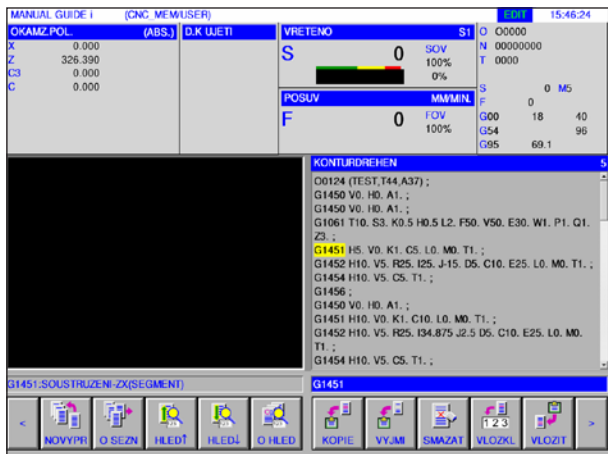 MANUAL GUIDE i (CNC_MEM/USER) EDIT 15:46:24
OKAMZ.POL. (ABS.) D.K UJETI VRETENO S1 O O0000
X 0.000 S 0 SOV N 00000000
Z 326.390 100% T 0000
C3 0.000 0%
C 0.000 S 0 M5
POSUV MM/MIN. F 0
F 0 FOV G00 18 40
100% G54 96
G95 69.1
KONTURDREHEN 5
O0124 (TEST,T44,A37) ;
G1450 V0. H0. A1. ;
G1450 V0. H0. A1. ;
G1061 T10. S3. K0.5 H0.5 L2. F50. V50. E30. W1. P1. Q1.
Z3. ;
G1451 H5. V0. K1. C5. L0. M0. T1. ;
G1452 H10. V5. R25. I25. J-15. D5. C10. E25. L0. M0. T1. ;
G1454 H10. V5. C5. T1. ;
G1456 ;
G1450 V0. H0. A1. ;
G1451 H10. V0. K1. C10. L0. M0. T1. ;
G1452 H10. V5. R25. I34.875 J2.5 D5. C10. E25. L0. M0.
T1. ;
G1454 H10. V5. C5. T1. ;
G1451:SOUSTRUZENI-ZX(SEGMENT) G1451
< NOVYPR O SEZN HLED↑ HLED↓ O HLED KOPIE VYJMI SMAZAT VLOZKL VLOZIT >